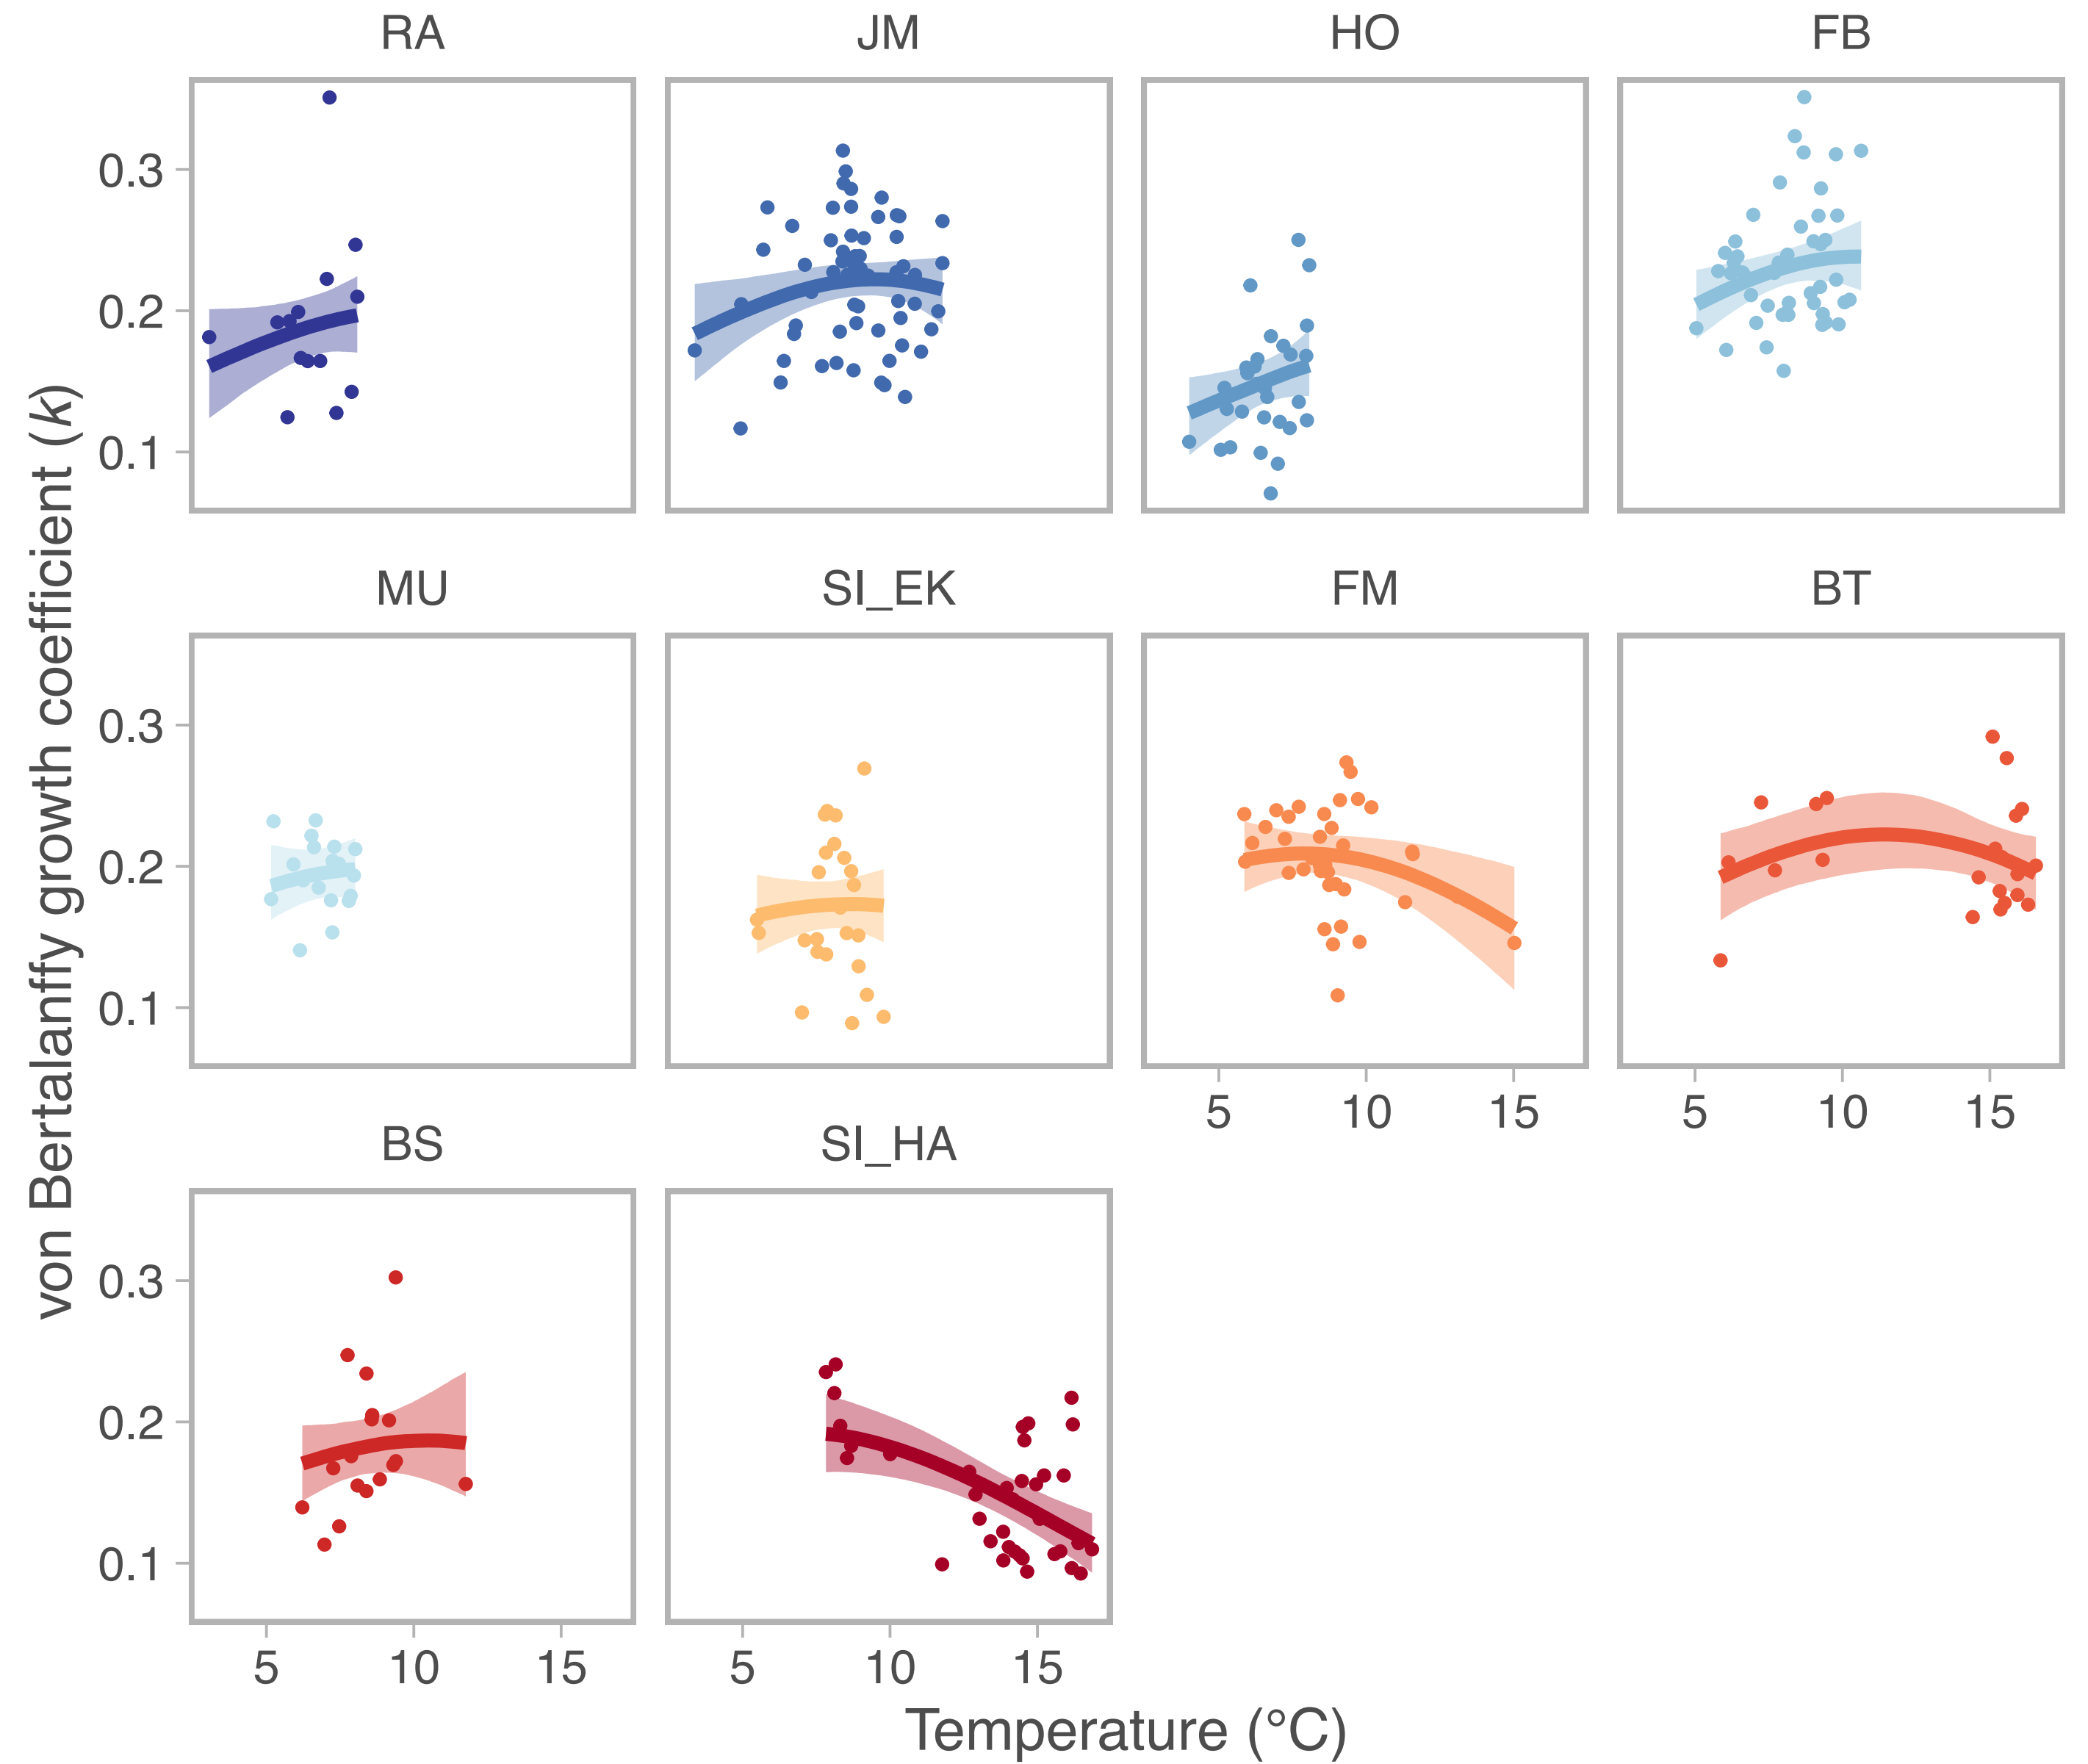 RA JM HO FB
0.3
0.2
0.1
MU SI_EK FM BT
0.3
0.2
0.1
5 10 15 5 10 15
BS SI_HA
0.3
0.2
0.1
5 10 15 5 10 15
Temperature (°C)
von Bertalanffy growth coefficient (k)